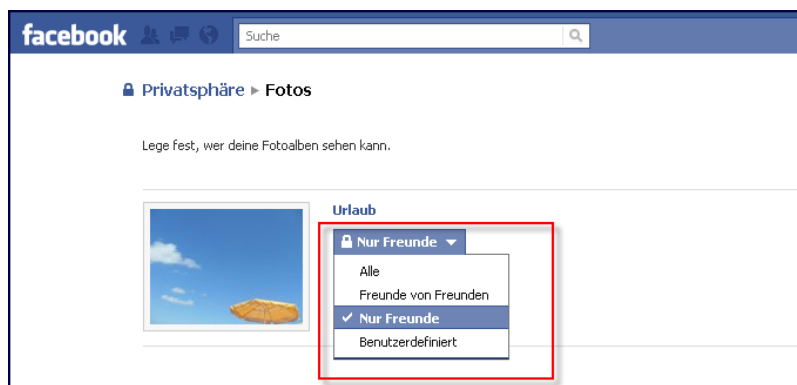 facebook Suche
Privatsphäre ▸ Fotos
Lege fest, wer deine Fotoalben sehen kann.
Urlaub
Nur Freunde
Alle
Freunde von Freunden
Nur Freunde
Benutzerdefiniert